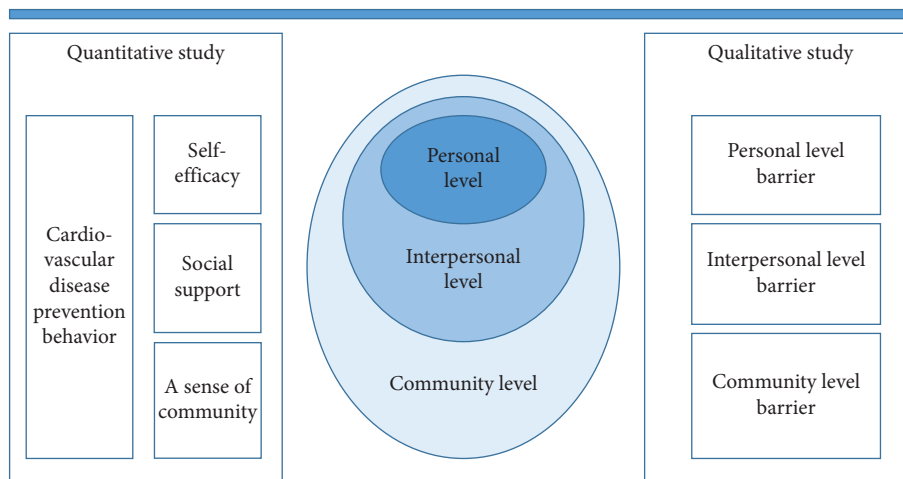 Quantitative study
Cardio-
vascular
disease
prevention
behavior
Self-
efficacy
Social
support
A sense of
community
Personal
level
Interpersonal
level
Community level
Qualitative study
Personal level
barrier
Interpersonal level
barrier
Community level
barrier